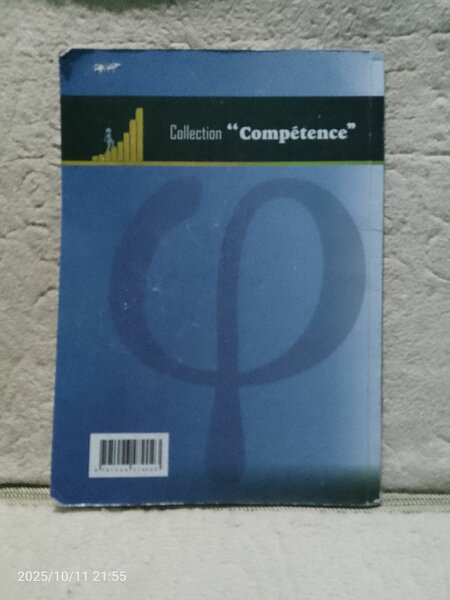 Collection “Compétence”
φ
2025/10/11 21:55